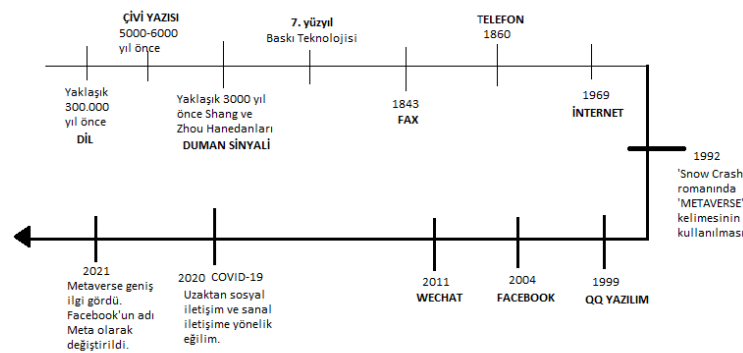 ÇİVİ YAZISI
5000-6000
yıl önce
7. yüzyıl
Baskı Teknolojisi
TELEFON
1860
Yaklaşık
300.000
yıl önce
DİL
Yaklaşık 3000 yıl
önce Shang ve
Zhou Hanedanları
DUMAN SİNYALİ
1843
FAX
1969
İNTERNET
1992
'Snow Crash
romanında
'METAVERSE'
kelimesinin
kullanılması
1999
QQ YAZILIM
2004
FACEBOOK
2011
WECHAT
2020 COVID-19
Uzaktan sosyal
iletişim ve sanal
iletişime yönelik
eğilim.
2021
Metaverse geniş
ilgi gördü.
Facebook'un adı
Meta olarak
değiştirildi.